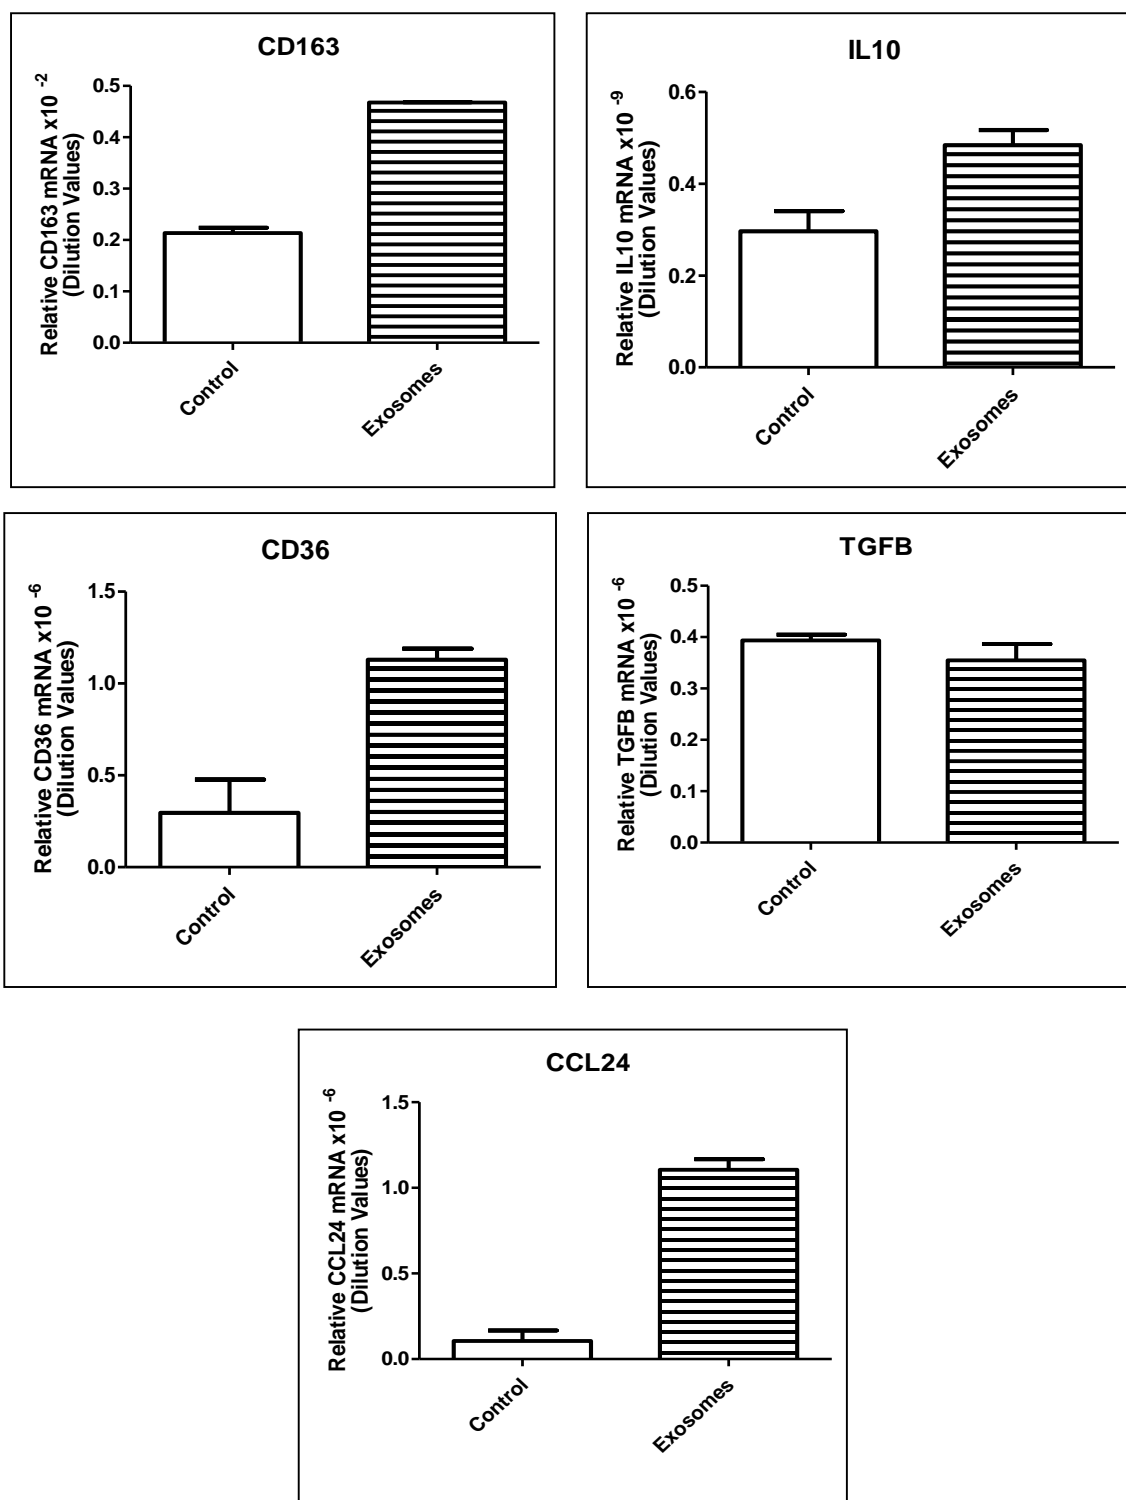 CD163
Relative CD163 mRNA x10 -2
(Dilution Values)
0.5
0.4
0.3
0.2
0.1
0.0
Control
Exosomes
IL10
Relative IL10 mRNA x10 -9
(Dilution Values)
0.6
0.4
0.2
0.0
Control
Exosomes
CD36
Relative CD36 mRNA x10 -6
(Dilution Values)
1.5
1.0
0.5
0.0
Control
Exosomes
TGFB
Relative TGFB mRNA x10 -6
(Dilution Values)
0.5
0.4
0.3
0.2
0.1
0.0
Control
Exosomes
CCL24
Relative CCL24 mRNA x10 -6
(Dilution Values)
1.5
1.0
0.5
0.0
Control
Exosomes